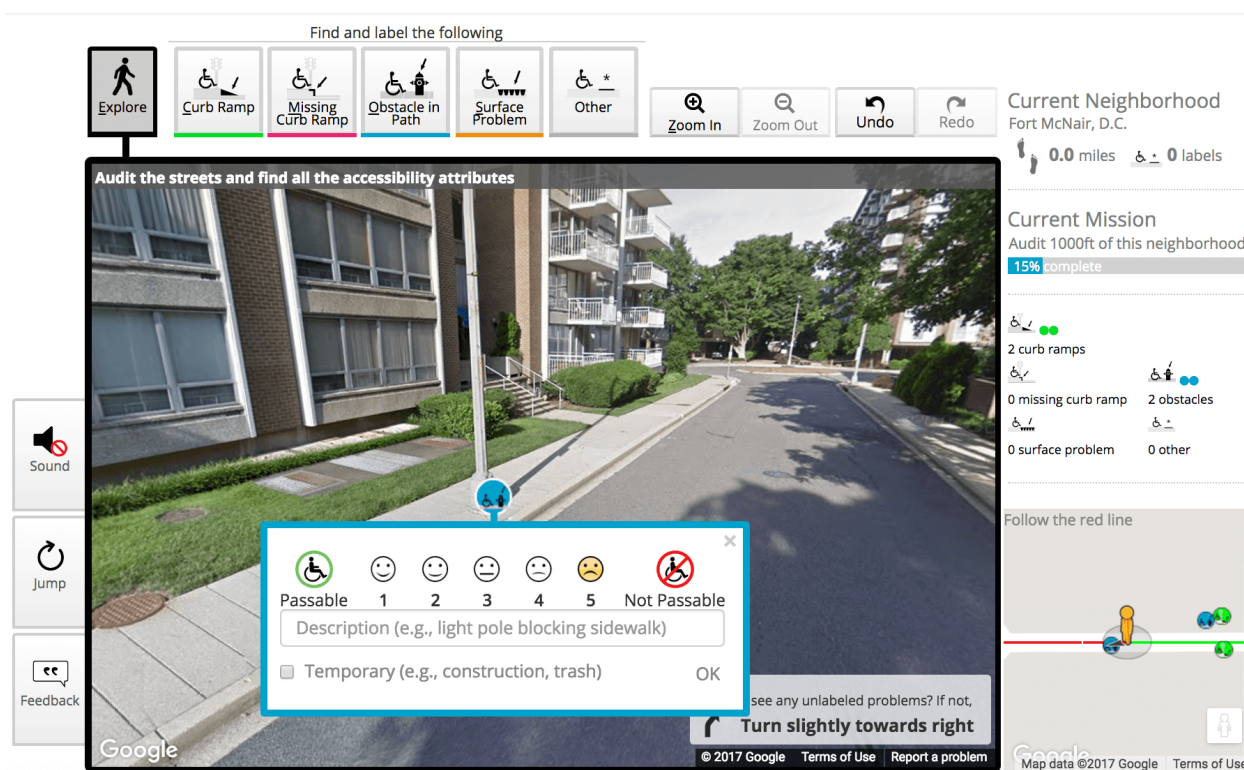 Find and label the following
Explore
Curb Ramp
Missing
Curb Ramp
Obstacle in
Path
Surface
Problem
Other
Zoom In
Zoom Out
Undo
Redo
Current Neighborhood
Fort McNair, D.C.
0.0 miles
0 labels
Current Mission
Audit 1000ft of this neighborhood
15% complete
2 curb ramps
0 missing curb ramp
2 obstacles
0 surface problem
0 other
Follow the red line
Audit the streets and find all the accessibility attributes
Sound
Jump
Feedback
×
Passable
1
2
3
4
5
Not Passable
Description (e.g., light pole blocking sidewalk)
Temporary (e.g., construction, trash)
OK
see any unlabeled problems? If not,
Turn slightly towards right
Google
© 2017 Google
Terms of Use
Report a problem
Google
Map data ©2017 Google
Terms of Use